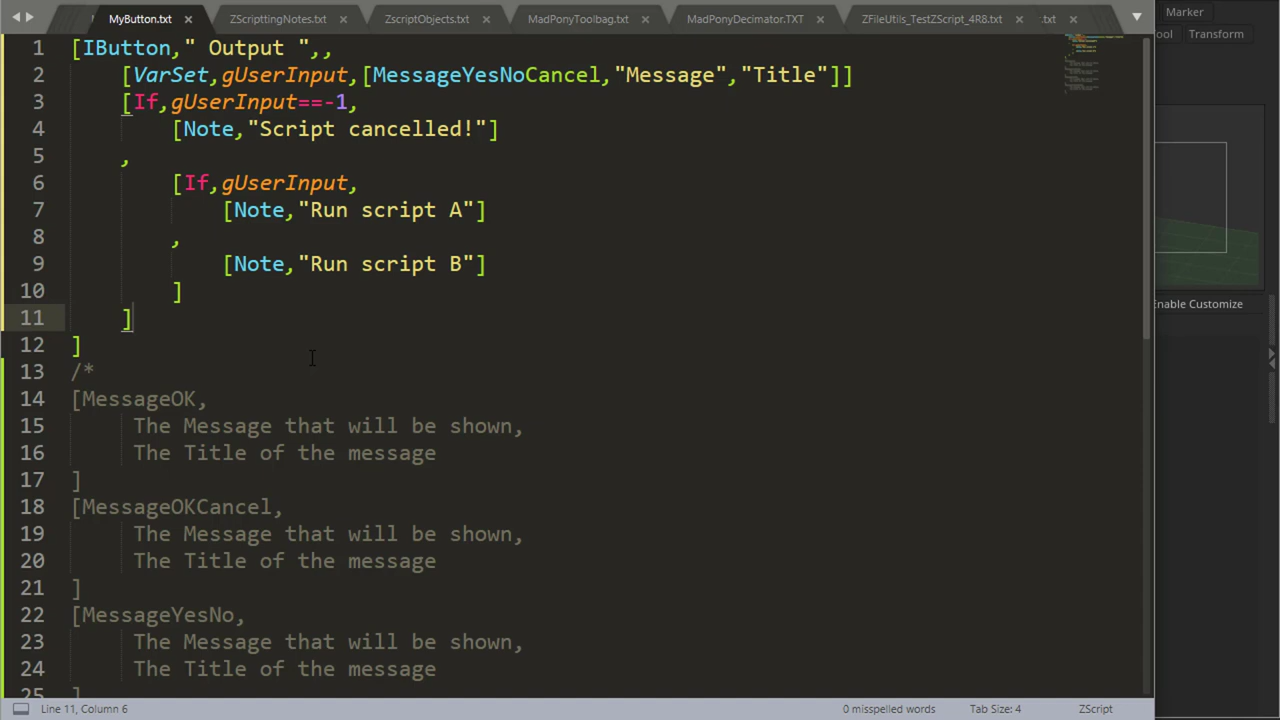 MyButton.txt × ZScripttingNotes.txt × ZscriptObjects.txt × MadPonyToolbag.txt × MadPonyDecimator.TXT × ZFileUtils_TestZScript_4R8.txt × .txt × Marker
ool Transform
1 [IButton," Output ",,
2 [VarSet,gUserInput,[MessageYesNoCancel,"Message","Title"]]
3 [If,gUserInput==-1,
4 [Note,"Script cancelled!"]
5 ,
6 [If,gUserInput,
7 [Note,"Run script A"]
8 ,
9 [Note,"Run script B"]
10 ]
11 ]
12 ]
13 /*
14 [MessageOK,
15 The Message that will be shown,
16 The Title of the message
17 ]
18 [MessageOKCancel,
19 The Message that will be shown,
20 The Title of the message
21 ]
22 [MessageYesNo,
23 The Message that will be shown,
24 The Title of the message
25 ]
Enable Customize
Line 11, Column 6 0 misspelled words Tab Size: 4 ZScript